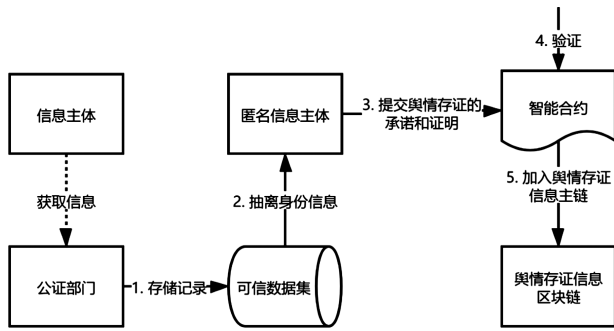 4. 验证
信息主体
匿名信息主体
3. 提交舆情存证的
承诺和证明
智能合约
获取信息
2. 抽离身份信息
5. 加入舆情存证
信息主链
公证部门
1. 存储记录
可信数据集
舆情存证信息
区块链